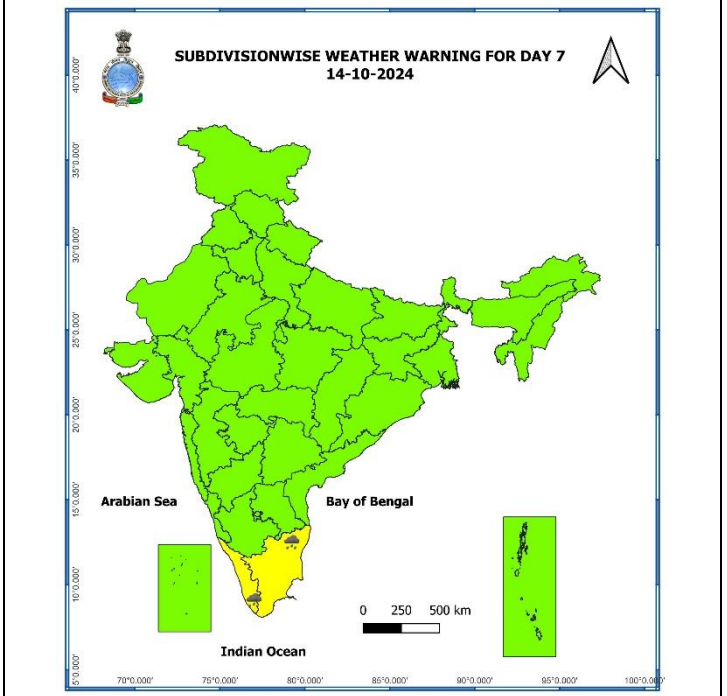 SUBDIVISIONWISE WEATHER WARNING FOR DAY 7
14-10-2024
40°0.000'
35°0.000'
30°0.000'
25°0.000'
20°0.000'
15°0.000'
10°0.000'
5°0.000'
Arabian Sea
Bay of Bengal
0 250 500 km
Indian Ocean
70°0.000' 75°0.000' 80°0.000' 85°0.000' 90°0.000' 95°0.000' 100°0.000'